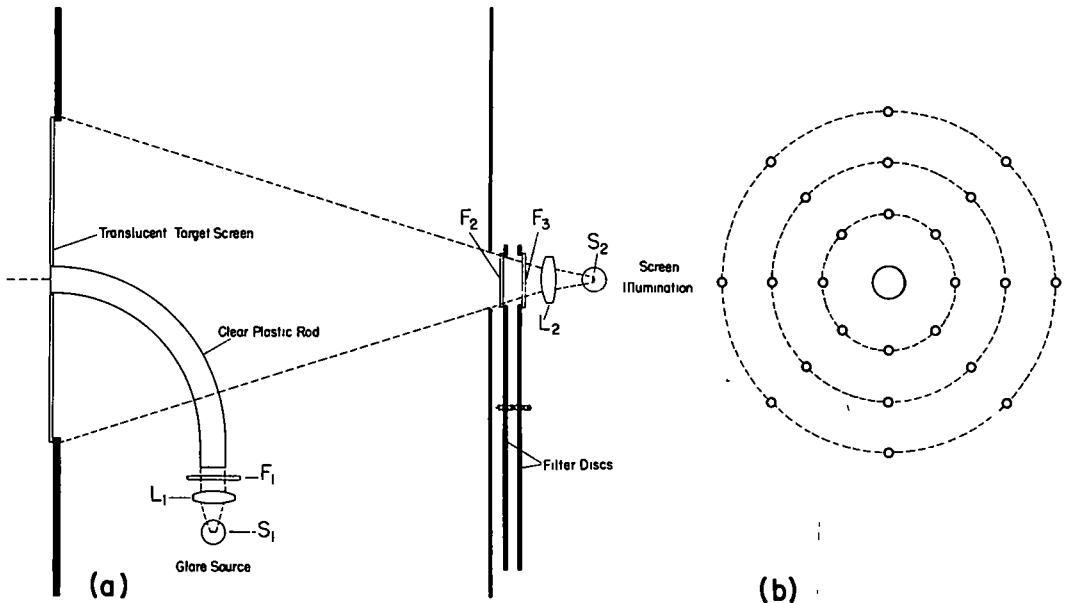 Translucent Target Screen
Clear Plastic Rod
F1
L1
S1
Glare Source
(a)
F2
F3
S2
L2
Screen
Illumination
Filter Discs
(b)